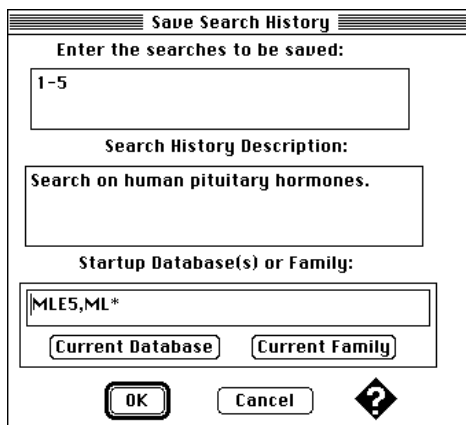 Save Search History
Enter the searches to be saved:
1-5
Search History Description:
Search on human pituitary hormones.
Startup Database(s) or Family:
MLE5,ML*
Current Database Current Family
OK Cancel ?